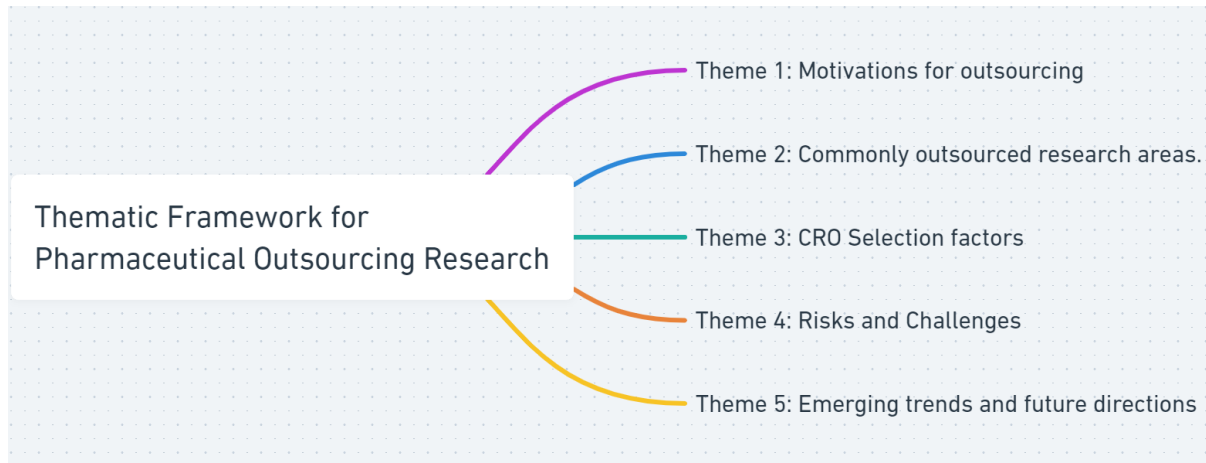 Theme 1: Motivations for outsourcing
Theme 2: Commonly outsourced research areas.
Thematic Framework for
Pharmaceutical Outsourcing Research
Theme 3: CRO Selection factors
Theme 4: Risks and Challenges
Theme 5: Emerging trends and future directions